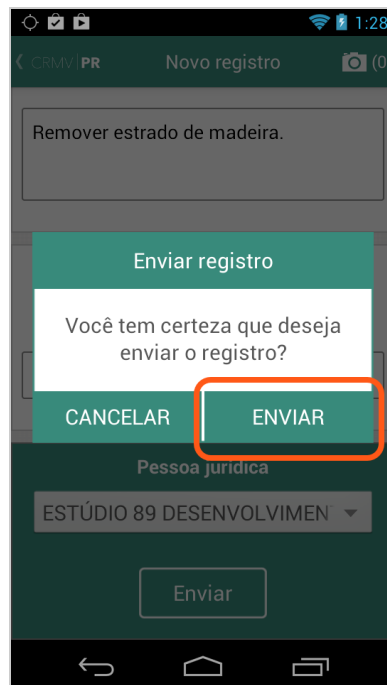 1:28
CRMV PR
Novo registro
(0
Remover estrado de madeira.
Enviar registro
Você tem certeza que deseja
enviar o registro?
CANCELAR
ENVIAR
Pessoa jurídica
ESTÚDIO 89 DESENVOLVIMEN
Enviar